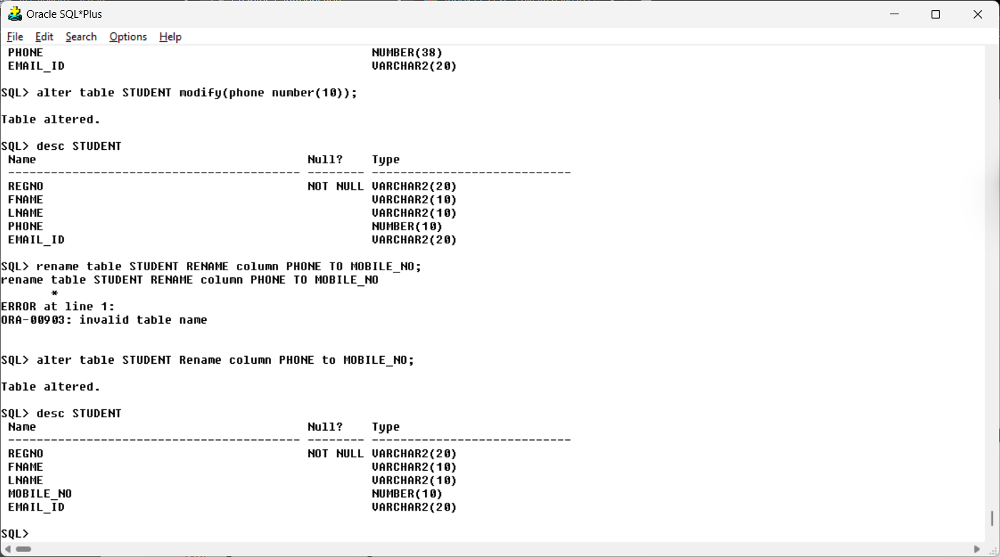 Oracle SQL*Plus
File Edit Search Options Help
PHONE NUMBER(38)
EMAIL_ID VARCHAR2(20)
SQL> alter table STUDENT modify(phone number(10));
Table altered.
SQL> desc STUDENT
Name Null? Type
----------------------------------------- -------- ----------------------------
REGNO NOT NULL VARCHAR2(20)
FNAME VARCHAR2(10)
LNAME VARCHAR2(10)
PHONE NUMBER(10)
EMAIL_ID VARCHAR2(20)
SQL> rename table STUDENT RENAME column PHONE TO MOBILE_NO;
rename table STUDENT RENAME column PHONE TO MOBILE_NO
*
ERROR at line 1:
ORA-00903: invalid table name
SQL> alter table STUDENT Rename column PHONE to MOBILE_NO;
Table altered.
SQL> desc STUDENT
Name Null? Type
----------------------------------------- -------- ----------------------------
REGNO NOT NULL VARCHAR2(20)
FNAME VARCHAR2(10)
LNAME VARCHAR2(10)
MOBILE_NO NUMBER(10)
EMAIL_ID VARCHAR2(20)
SQL>